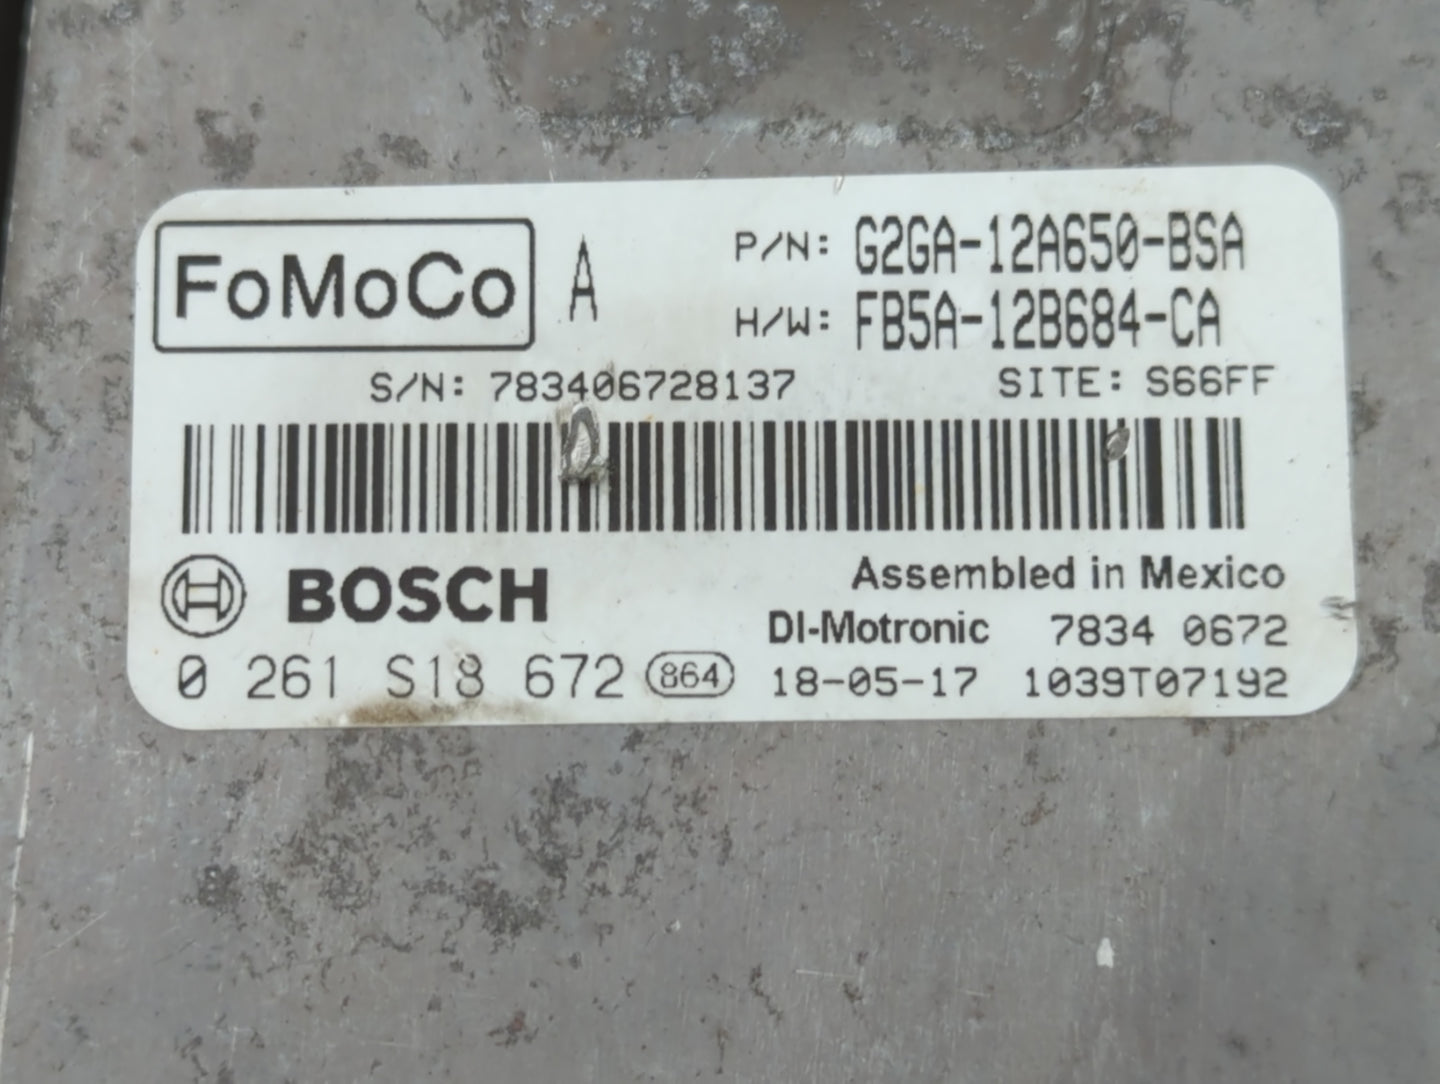 FoMoCo A P/N: G2GA-12A650-BSA
H/W: FB5A-12B684-CA
S/N: 783406728137 SITE: S66FF
BOSCH Assembled in Mexico
DI-Motronic 7834 0672
0 261 S18 672 864 18-05-17 1039T07192